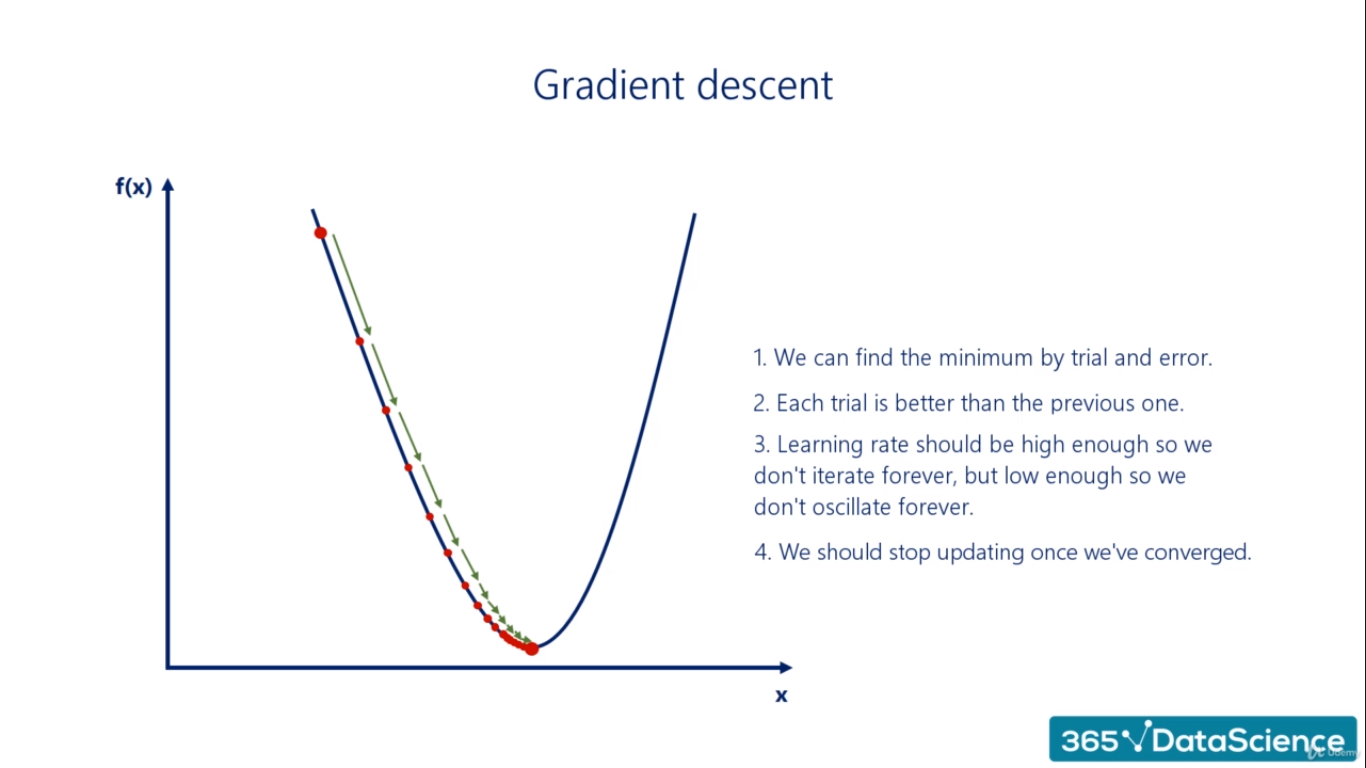 Gradient descent
f(x)
1. We can find the minimum by trial and error.
2. Each trial is better than the previous one.
3. Learning rate should be high enough so we
don't iterate forever, but low enough so we
don't oscillate forever.
4. We should stop updating once we've converged.
x
365 DataScience
Udemy